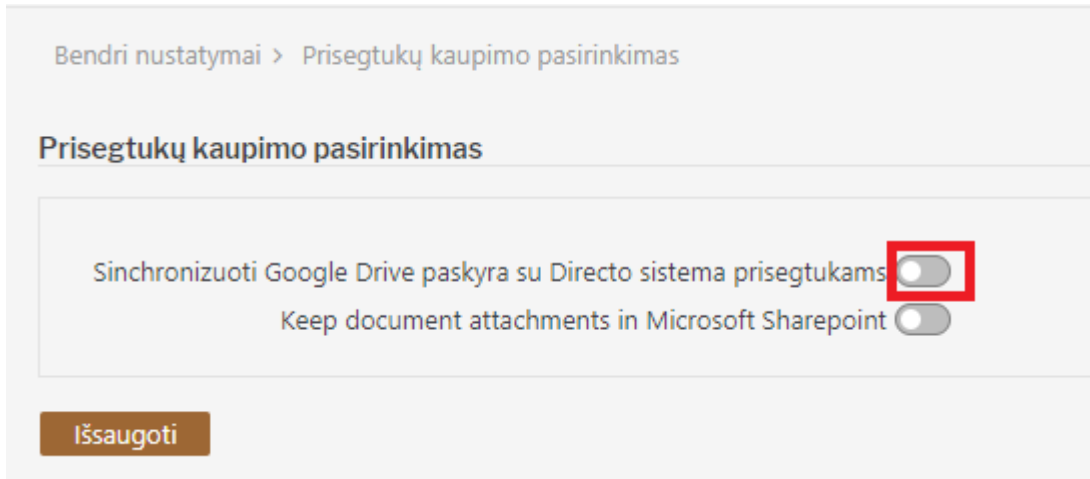 Bendri nustatymai > Prisegtukų kaupimo pasirinkimas
Prisegtukų kaupimo pasirinkimas
Sinchronizuoti Google Drive paskyra su Directo sistema prisegtukams
Keep document attachments in Microsoft Sharepoint
Išsaugoti